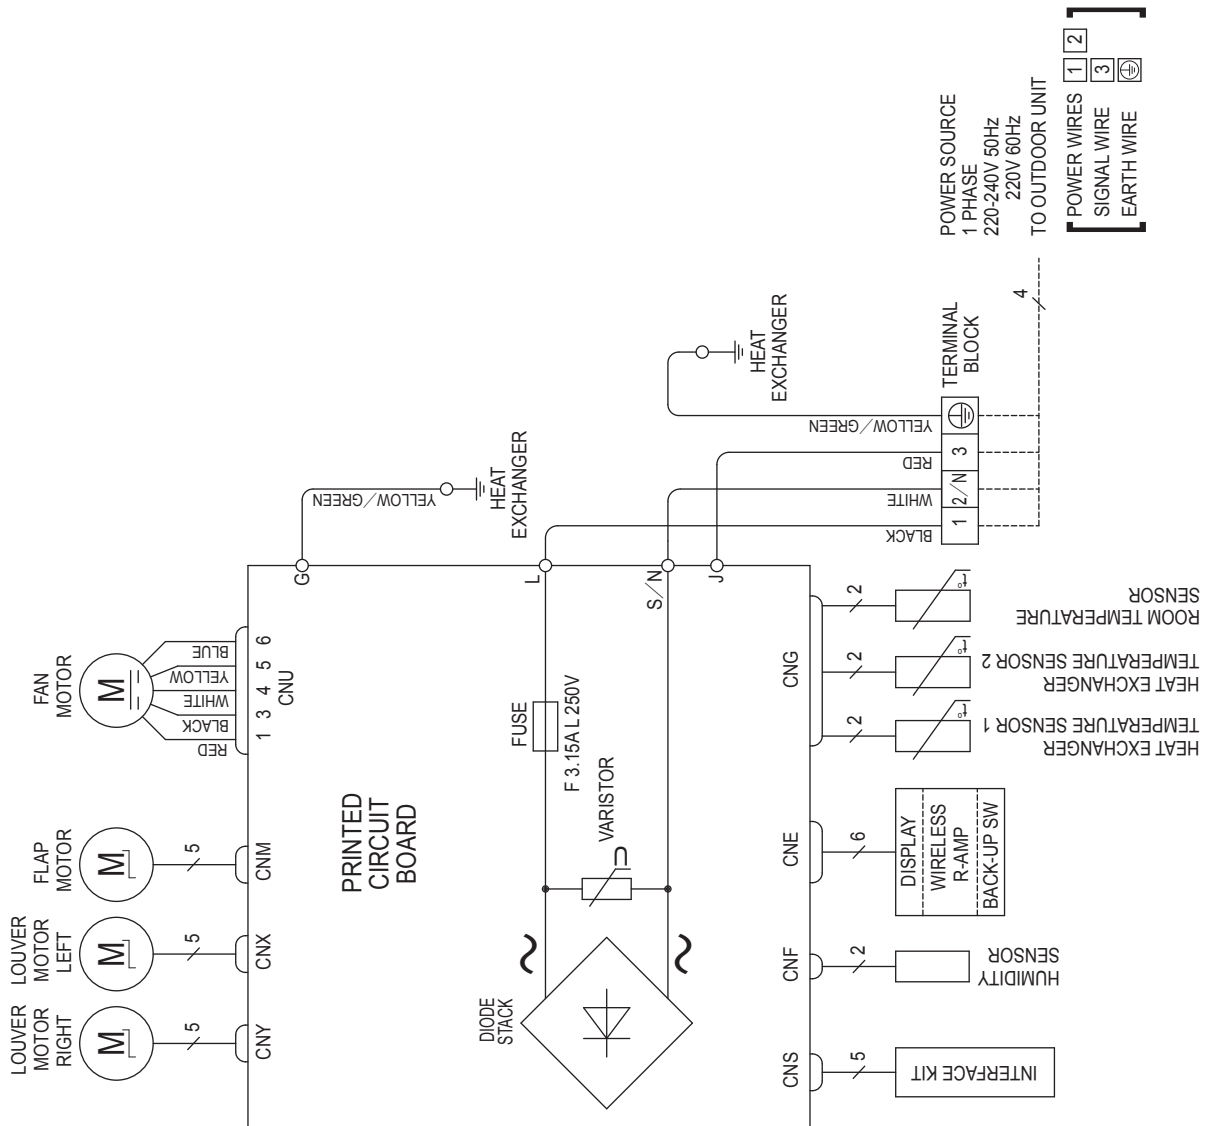 POWER SOURCE
1 PHASE
220-240V 50Hz
220V 60Hz
TO OUTDOOR UNIT
POWER WIRES 1 2
SIGNAL WIRE 3
EARTH WIRE
4
TERMINAL
BLOCK
1 2/N 3
BLACK
WHITE
RED
YELLOW/GREEN
HEAT
EXCHANGER
YELLOW/GREEN
HEAT
EXCHANGER
G
L
S/N
J
FAN
MOTOR
M
RED
BLACK
WHITE
YELLOW
BLUE
1 3 4 5 6
CNU
FLAP
MOTOR
M
5
CNM
LOUVER
MOTOR
LEFT
M
5
CNX
LOUVER
MOTOR
RIGHT
M
5
CNY
PRINTED
CIRCUIT
BOARD
FUSE
F 3.15A L 250V
VARISTOR
U
DIODE
STACK
~
~
CNG
2
2
2
t°
t°
t°
ROOM TEMPERATURE
SENSOR
HEAT EXCHANGER
TEMPERATURE SENSOR 2
HEAT EXCHANGER
TEMPERATURE SENSOR 1
CNE
6
DISPLAY
WIRELESS
R-AMP
BACK-UP SW
CNF
2
HUMIDITY
SENSOR
CNS
5
INTERFACE KIT